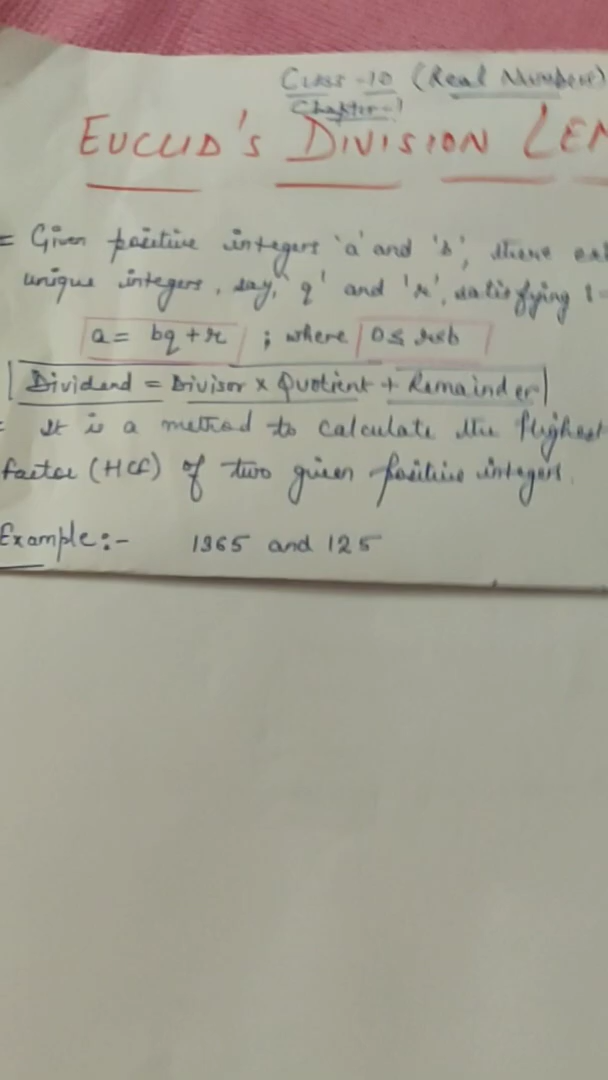 Class-10 (Real Numbers)
Chapter-1
EUCLID'S DIVISION LEM
= Given positive integers 'a' and 'b', there exi
unique integers, say, 'q' and 'r', satisfying :-
a = bq + r ; where 0 ≤ r ≤ b
Dividend = Divisor × Quotient + Remainder
: It is a method to calculate the Highest
factor (HCF) of two given positive integers.
Example:- 1365 and 125